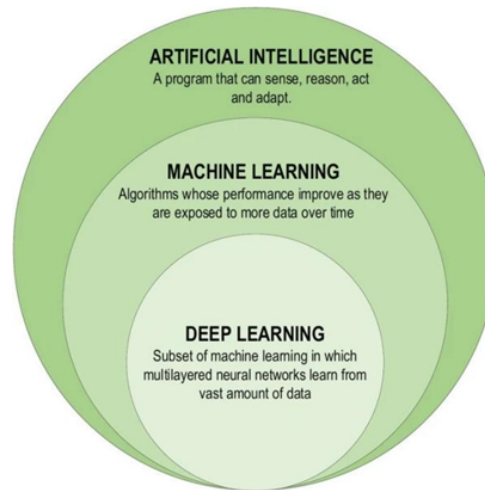 ARTIFICIAL INTELLIGENCE
A program that can sense, reason, act
and adapt.
MACHINE LEARNING
Algorithms whose performance improve as they
are exposed to more data over time
DEEP LEARNING
Subset of machine learning in which
multilayered neural networks learn from
vast amount of data